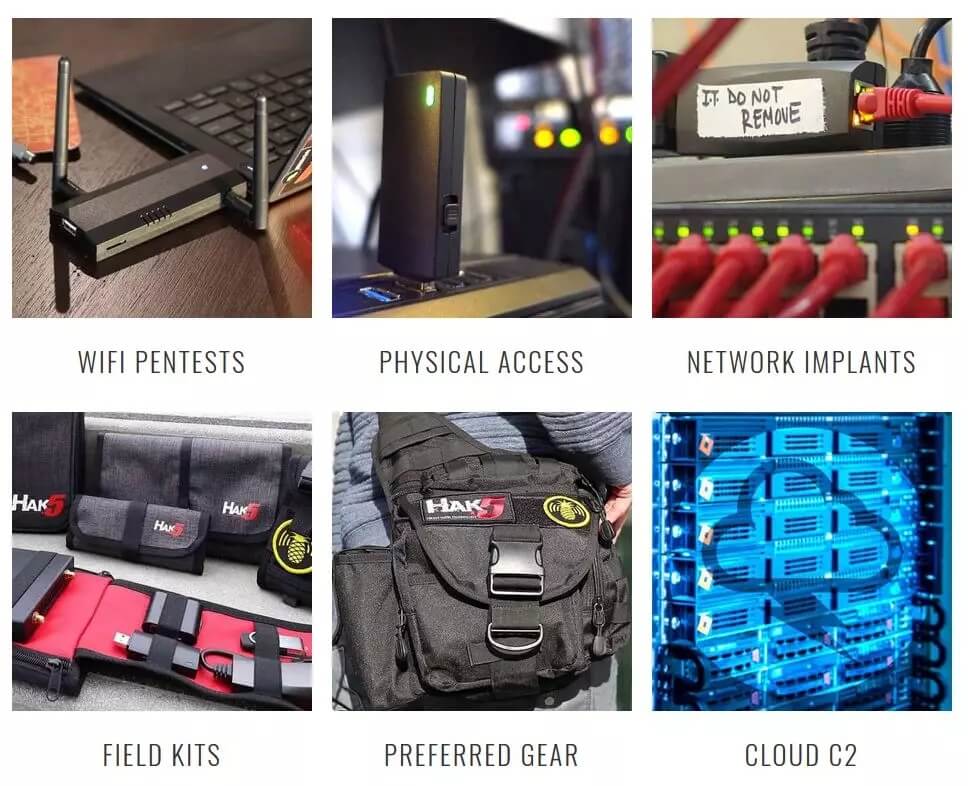 I.T. DO NOT
REMOVE
WIFI PENTESTS
PHYSICAL ACCESS
NETWORK IMPLANTS
HAK5
HAK5
HAK5
HAK5
FIELD KITS
PREFERRED GEAR
CLOUD C2